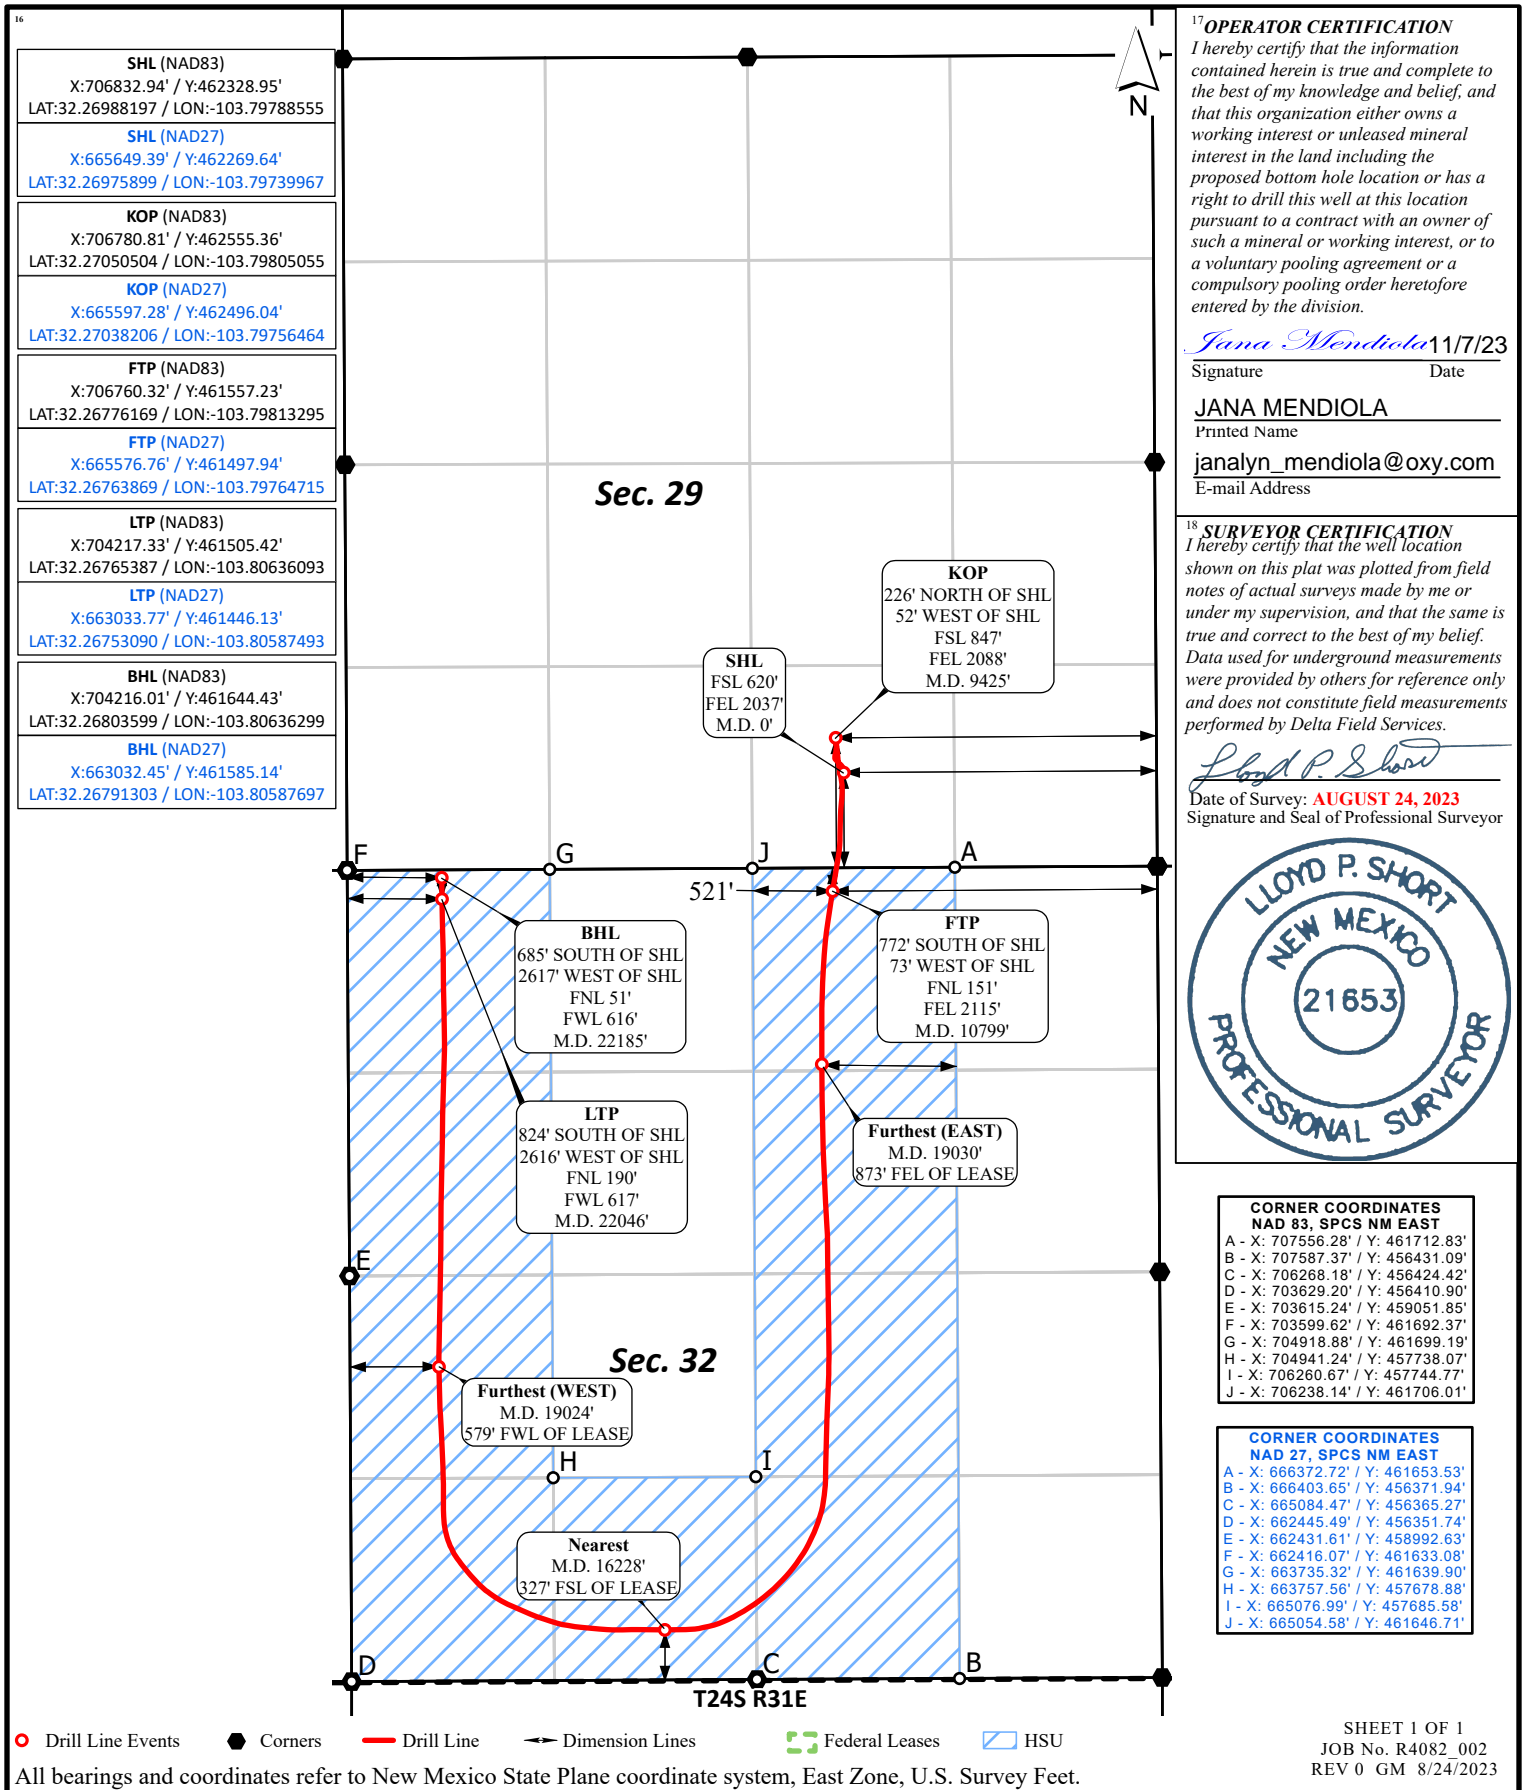 16
SHL (NAD83)
X:706832.94' / Y:462328.95'
LAT:32.26988197 / LON:-103.79788555
SHL (NAD27)
X:665649.39' / Y:462269.64'
LAT:32.26975899 / LON:-103.79739967
KOP (NAD83)
X:706780.81' / Y:462555.36'
LAT:32.27050504 / LON:-103.79805055
KOP (NAD27)
X:665597.28' / Y:462496.04'
LAT:32.27038206 / LON:-103.79756464
FTP (NAD83)
X:706760.32' / Y:461557.23'
LAT:32.26776169 / LON:-103.79813295
FTP (NAD27)
X:665576.76' / Y:461497.94'
LAT:32.26763869 / LON:-103.79764715
LTP (NAD83)
X:704217.33' / Y:461505.42'
LAT:32.26765387 / LON:-103.80636093
LTP (NAD27)
X:663033.77' / Y:461446.13'
LAT:32.26753090 / LON:-103.80587493
BHL (NAD83)
X:704216.01' / Y:461644.43'
LAT:32.26803599 / LON:-103.80636299
BHL (NAD27)
X:663032.45' / Y:461585.14'
LAT:32.26791303 / LON:-103.80587697
N
Sec. 29
KOP
226' NORTH OF SHL
52' WEST OF SHL
FSL 847'
FEL 2088'
M.D. 9425'
SHL
FSL 620'
FEL 2037'
M.D. 0'
F
G
J
A
521'
BHL
685' SOUTH OF SHL
2617' WEST OF SHL
FNL 51'
FWL 616'
M.D. 22185'
FTP
772' SOUTH OF SHL
73' WEST OF SHL
FNL 151'
FEL 2115'
M.D. 10799'
LTP
824' SOUTH OF SHL
2616' WEST OF SHL
FNL 190'
FWL 617'
M.D. 22046'
Furthest (EAST)
M.D. 19030'
873' FEL OF LEASE
E
Sec. 32
Furthest (WEST)
M.D. 19024'
579' FWL OF LEASE
H
I
Nearest
M.D. 16228'
327' FSL OF LEASE
D
C
B
T24S R31E
17 OPERATOR CERTIFICATION
I hereby certify that the information
contained herein is true and complete to
the best of my knowledge and belief, and
that this organization either owns a
working interest or unleased mineral
interest in the land including the
proposed bottom hole location or has a
right to drill this well at this location
pursuant to a contract with an owner of
such a mineral or working interest, or to
a voluntary pooling agreement or a
compulsory pooling order heretofore
entered by the division.
Jana Mendiola 11/7/23
Signature Date
JANA MENDIOLA
Printed Name
janalyn_mendiola@oxy.com
E-mail Address
18 SURVEYOR CERTIFICATION
I hereby certify that the well location
shown on this plat was plotted from field
notes of actual surveys made by me or
under my supervision, and that the same is
true and correct to the best of my belief.
Data used for underground measurements
were provided by others for reference only
and does not constitute field measurements
performed by Delta Field Services.
Lloyd P. Short
Date of Survey: AUGUST 24, 2023
Signature and Seal of Professional Surveyor
LLOYD P. SHORT
NEW MEXICO
21653
PROFESSIONAL SURVEYOR
CORNER COORDINATES
NAD 83, SPCS NM EAST
A - X: 707556.28' / Y: 461712.83'
B - X: 707587.37' / Y: 456431.09'
C - X: 706268.18' / Y: 456424.42'
D - X: 703629.20' / Y: 456410.90'
E - X: 703615.24' / Y: 459051.85'
F - X: 703599.62' / Y: 461692.37'
G - X: 704918.88' / Y: 461699.19'
H - X: 704941.24' / Y: 457738.07'
I - X: 706260.67' / Y: 457744.77'
J - X: 706238.14' / Y: 461706.01'
CORNER COORDINATES
NAD 27, SPCS NM EAST
A - X: 666372.72' / Y: 461653.53'
B - X: 666403.65' / Y: 456371.94'
C - X: 665084.47' / Y: 456365.27'
D - X: 662445.49' / Y: 456351.74'
E - X: 662431.61' / Y: 458992.63'
F - X: 662416.07' / Y: 461633.08'
G - X: 663735.32' / Y: 461639.90'
H - X: 663757.56' / Y: 457678.88'
I - X: 665076.99' / Y: 457685.58'
J - X: 665054.58' / Y: 461646.71'
Drill Line Events Corners Drill Line Dimension Lines Federal Leases HSU
All bearings and coordinates refer to New Mexico State Plane coordinate system, East Zone, U.S. Survey Feet.
SHEET 1 OF 1
JOB No. R4082_002
REV 0 GM 8/24/2023